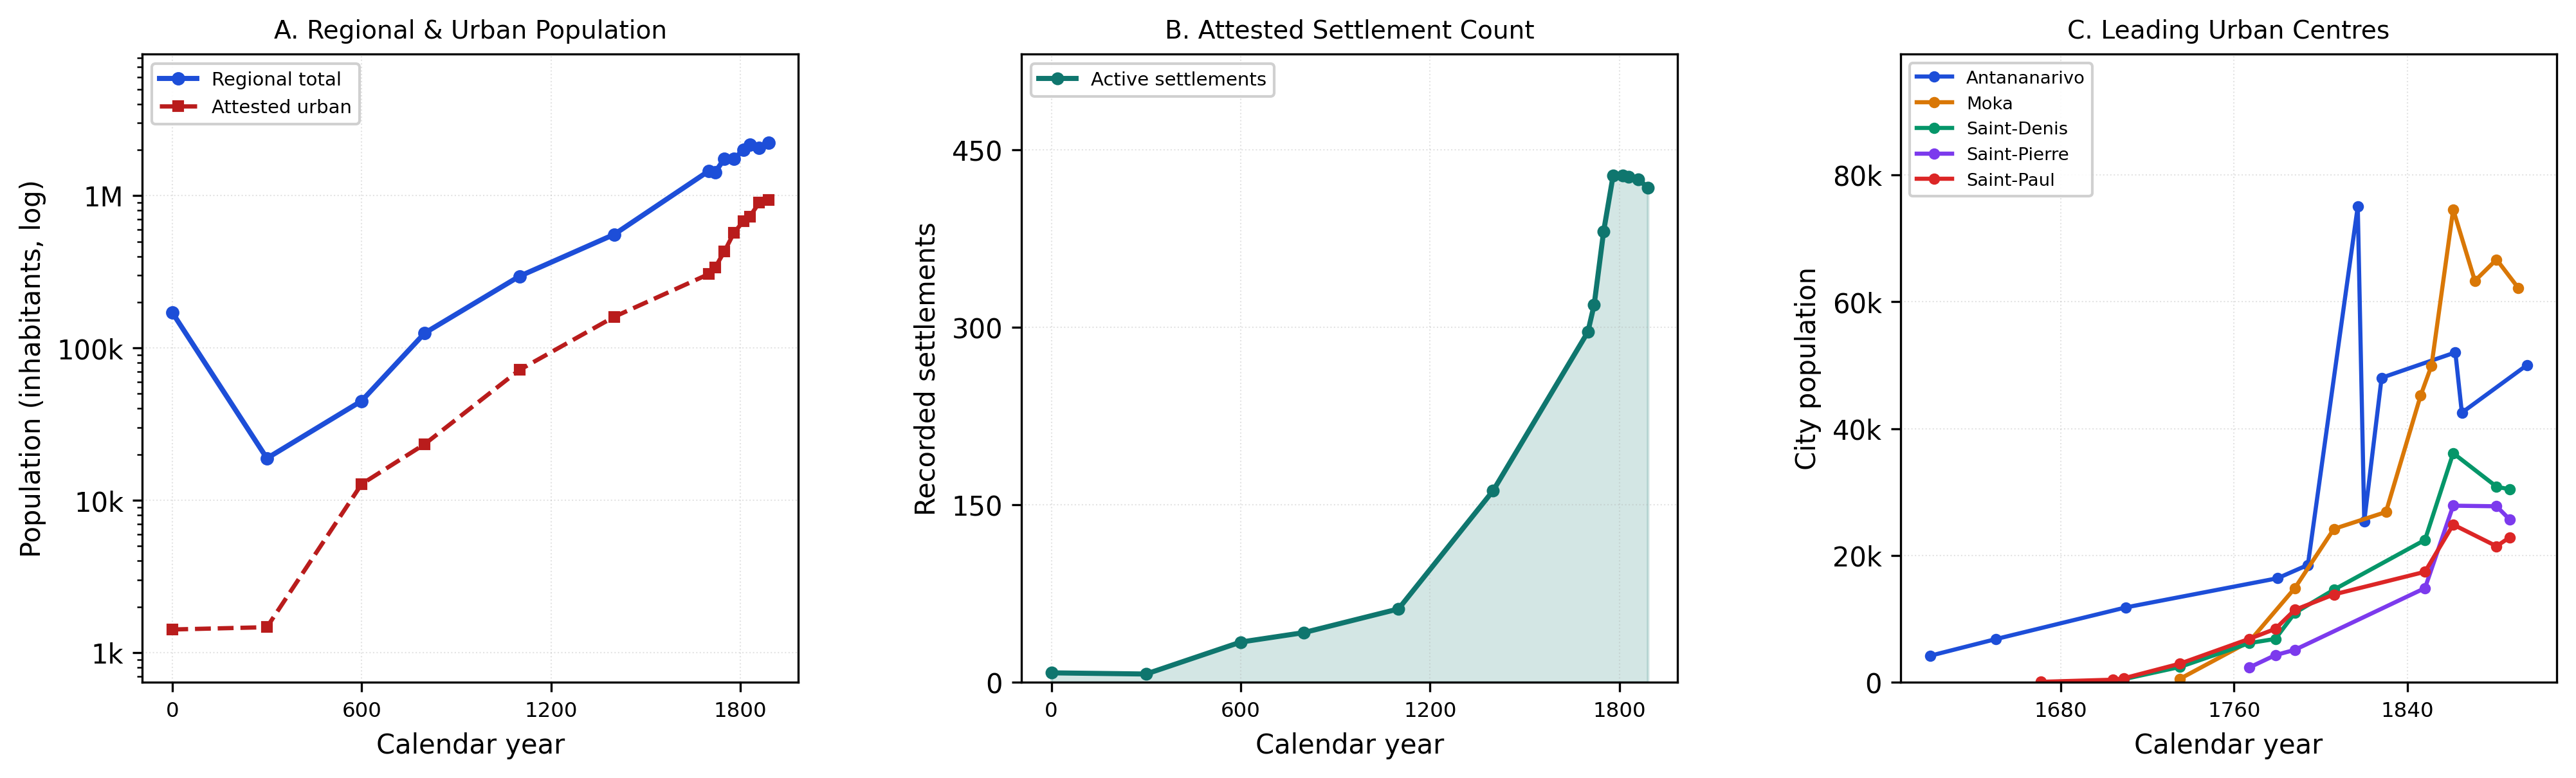 A. Regional & Urban Population
Regional total
Attested urban
Population (inhabitants, log)
1M
100k
10k
1k
0 600 1200 1800
Calendar year
B. Attested Settlement Count
Active settlements
Recorded settlements
450
300
150
0
0 600 1200 1800
Calendar year
C. Leading Urban Centres
Antananarivo
Moka
Saint-Denis
Saint-Pierre
Saint-Paul
City population
80k
60k
40k
20k
0
1680 1760 1840
Calendar year